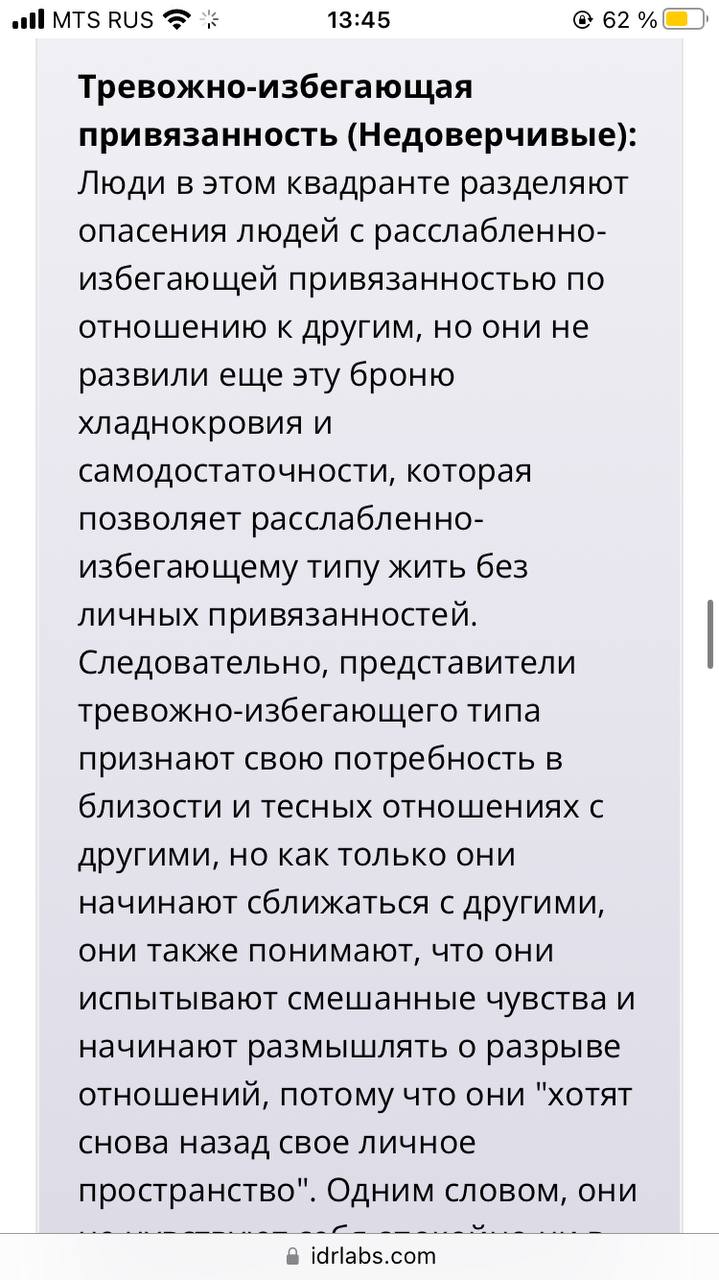 MTS RUS 13:45 62 %
Тревожно-избегающая
привязанность (Недоверчивые):
Люди в этом квадранте разделяют
опасения людей с расслабленно-
избегающей привязанностью по
отношению к другим, но они не
развили еще эту броню
хладнокровия и
самодостаточности, которая
позволяет расслабленно-
избегающему типу жить без
личных привязанностей.
Следовательно, представители
тревожно-избегающего типа
признают свою потребность в
близости и тесных отношениях с
другими, но как только они
начинают сближаться с другими,
они также понимают, что они
испытывают смешанные чувства и
начинают размышлять о разрыве
отношений, потому что они "хотят
снова назад свое личное
пространство". Одним словом, они
idrlabs.com